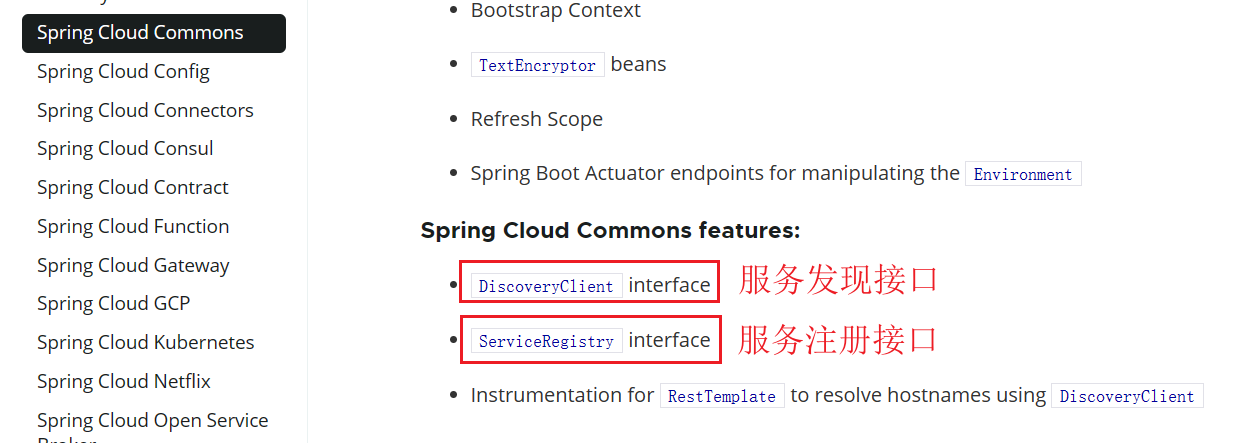 Spring Cloud Commons
Spring Cloud Config
Spring Cloud Connectors
Spring Cloud Consul
Spring Cloud Contract
Spring Cloud Function
Spring Cloud Gateway
Spring Cloud GCP
Spring Cloud Kubernetes
Spring Cloud Netflix
Spring Cloud Open Service
Bootstrap Context
TextEncryptor beans
Refresh Scope
Spring Boot Actuator endpoints for manipulating the Environment
Spring Cloud Commons features:
DiscoveryClient interface 服务发现接口
ServiceRegistry interface 服务注册接口
Instrumentation for RestTemplate to resolve hostnames using DiscoveryClient